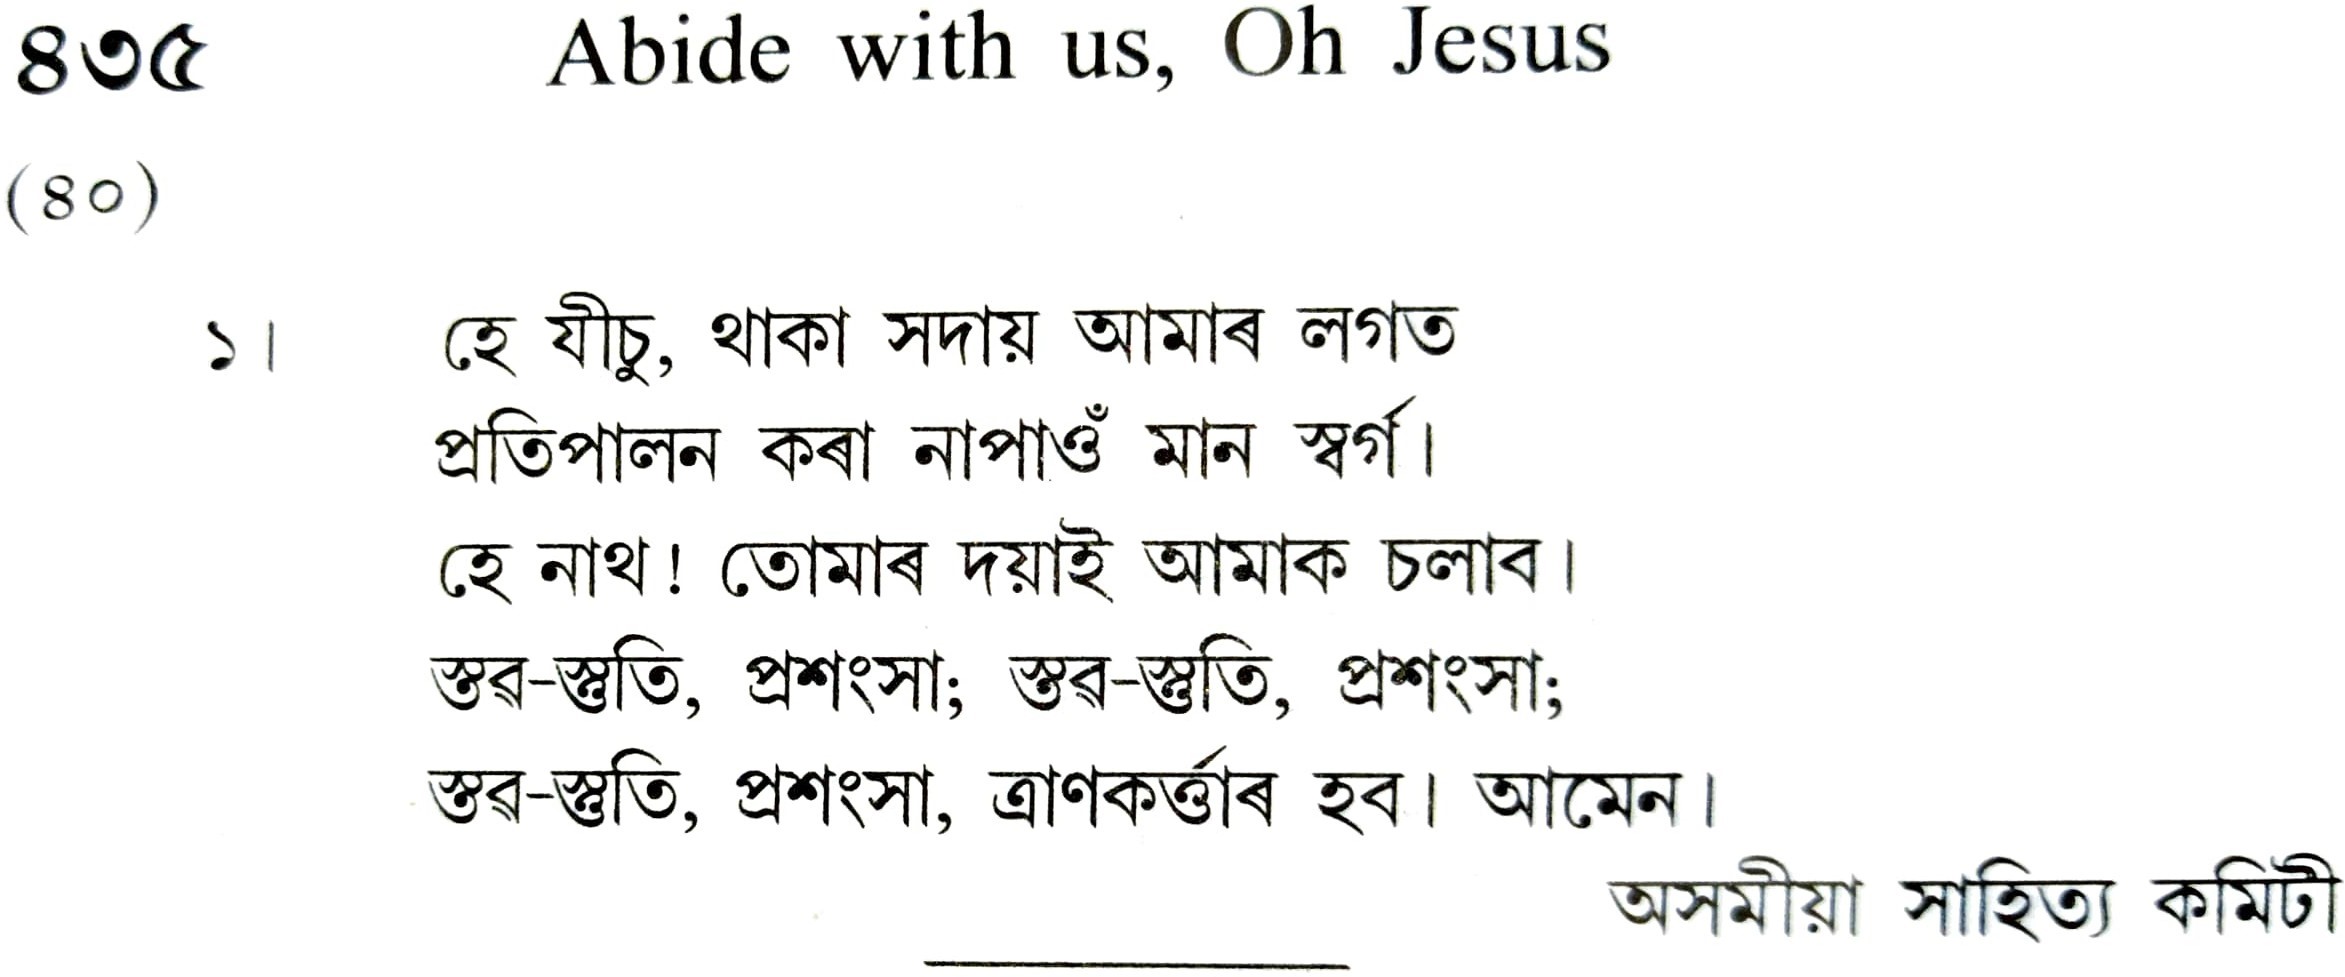 ৪৩৫ Abide with us, Oh Jesus
(৪০)
১। হে যীচু, থাকা সদায় আমাৰ লগত
প্ৰতিপালন কৰা নাপাওঁ মান স্বৰ্গ।
হে নাথ! তোমাৰ দয়াই আমাক চলাব।
স্তৱ-স্তুতি, প্ৰশংসা; স্তৱ-স্তুতি, প্ৰশংসা;
স্তৱ-স্তুতি, প্ৰশংসা, ত্ৰাণকৰ্ত্তাৰ হব। আমেন।
অসমীয়া সাহিত্য কমিটী